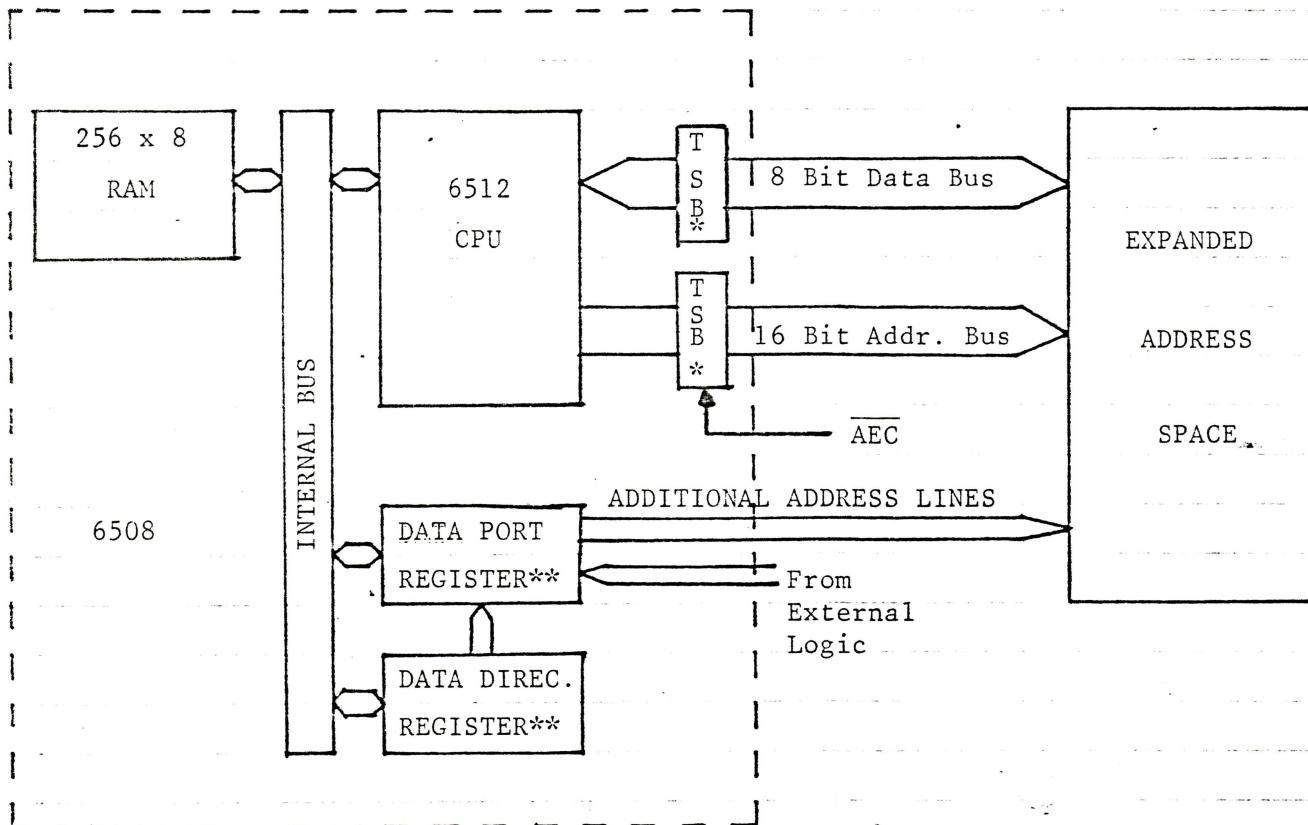 256 x 8
RAM
INTERNAL BUS
6512
CPU
T
S
B
*
8 Bit Data Bus
T
S
B
*
16 Bit Addr. Bus
AEC
EXPANDED
ADDRESS
SPACE
ADDITIONAL ADDRESS LINES
6508
DATA PORT
REGISTER**
From
External
Logic
DATA DIREC.
REGISTER**